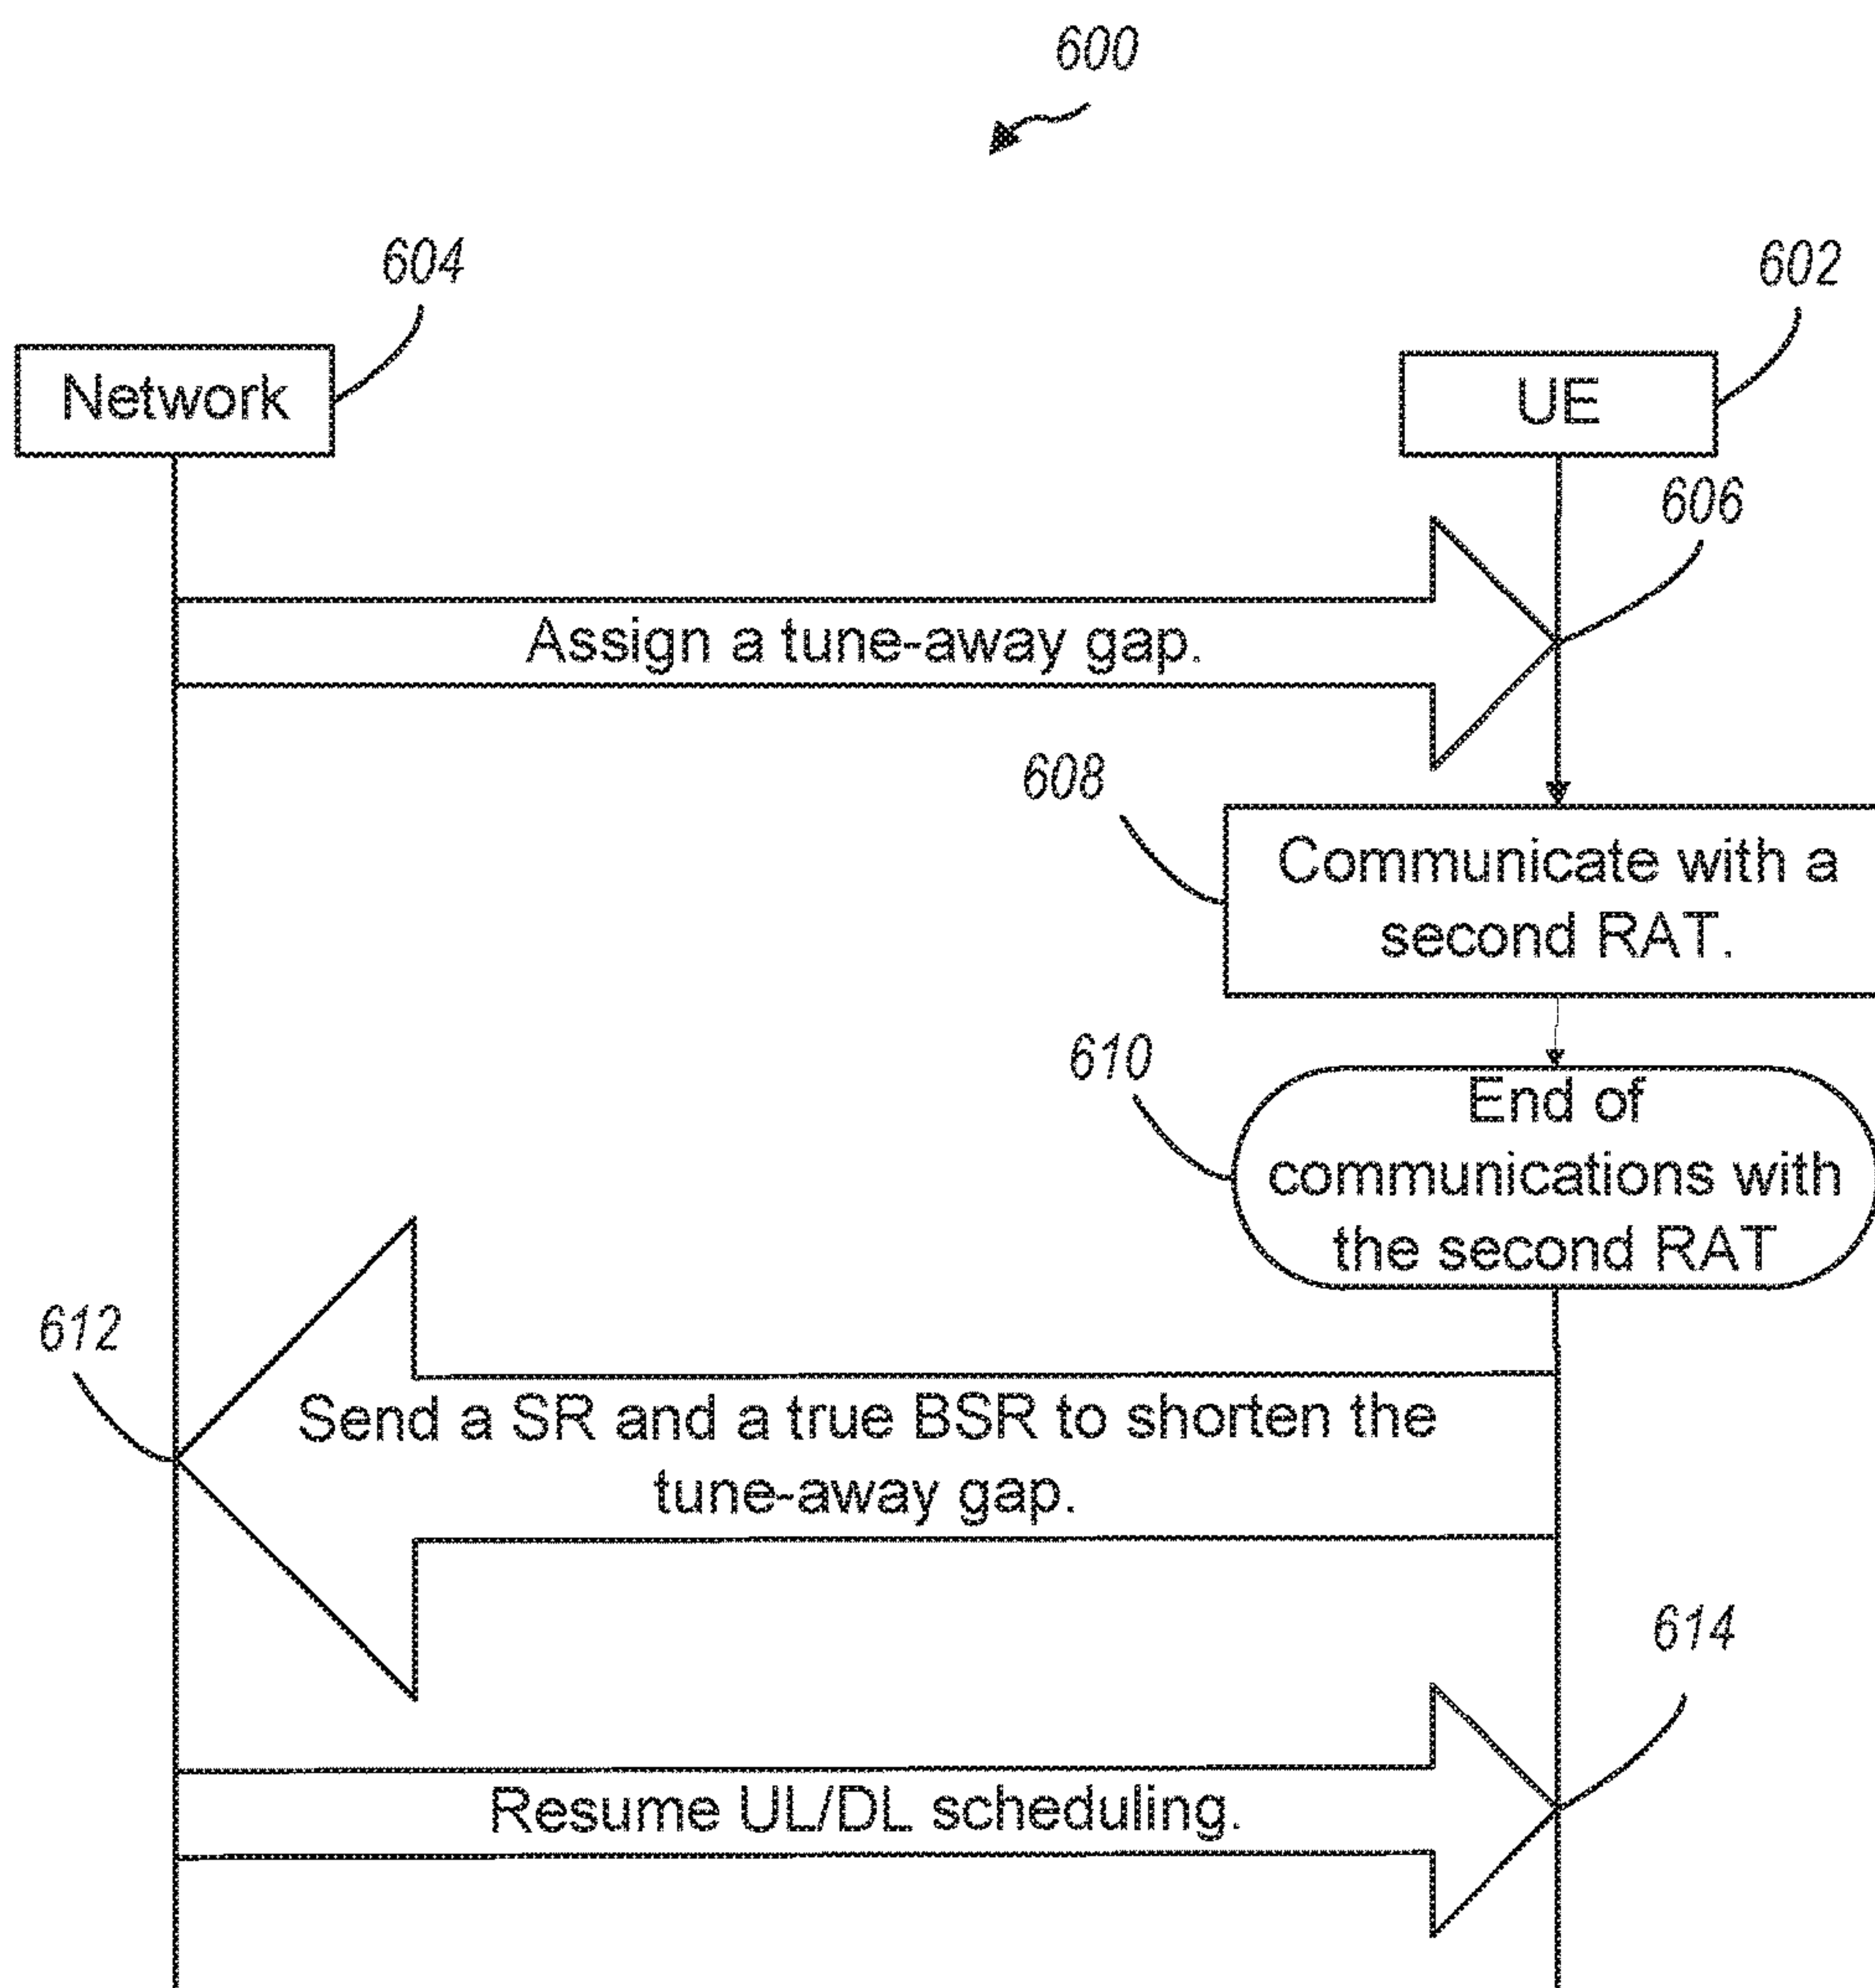 600
604
602
Network
UE
606
Assign a tune-away gap.
608
Communicate with a
second RAT.
610
End of
communications with
the second RAT
612
Send a SR and a true BSR to shorten the
tune-away gap.
614
Resume UL/DL scheduling.